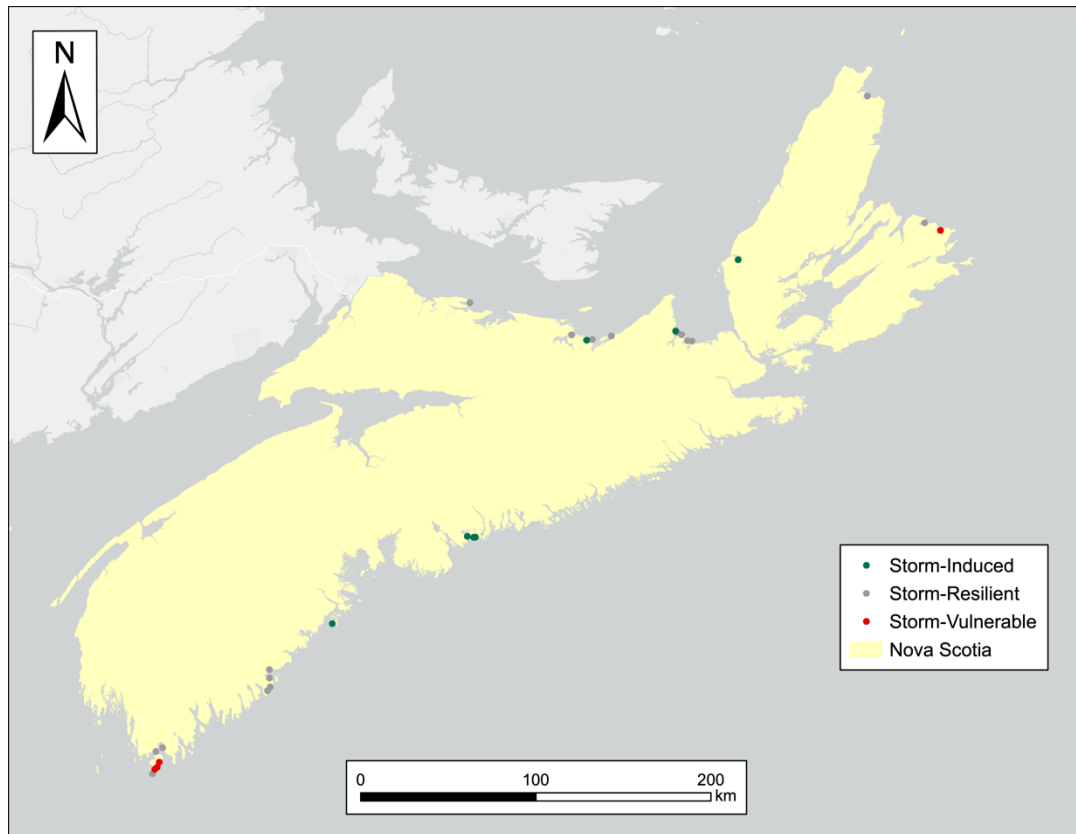 N
Storm-Induced
Storm-Resilient
Storm-Vulnerable
Nova Scotia
0 100 200
km